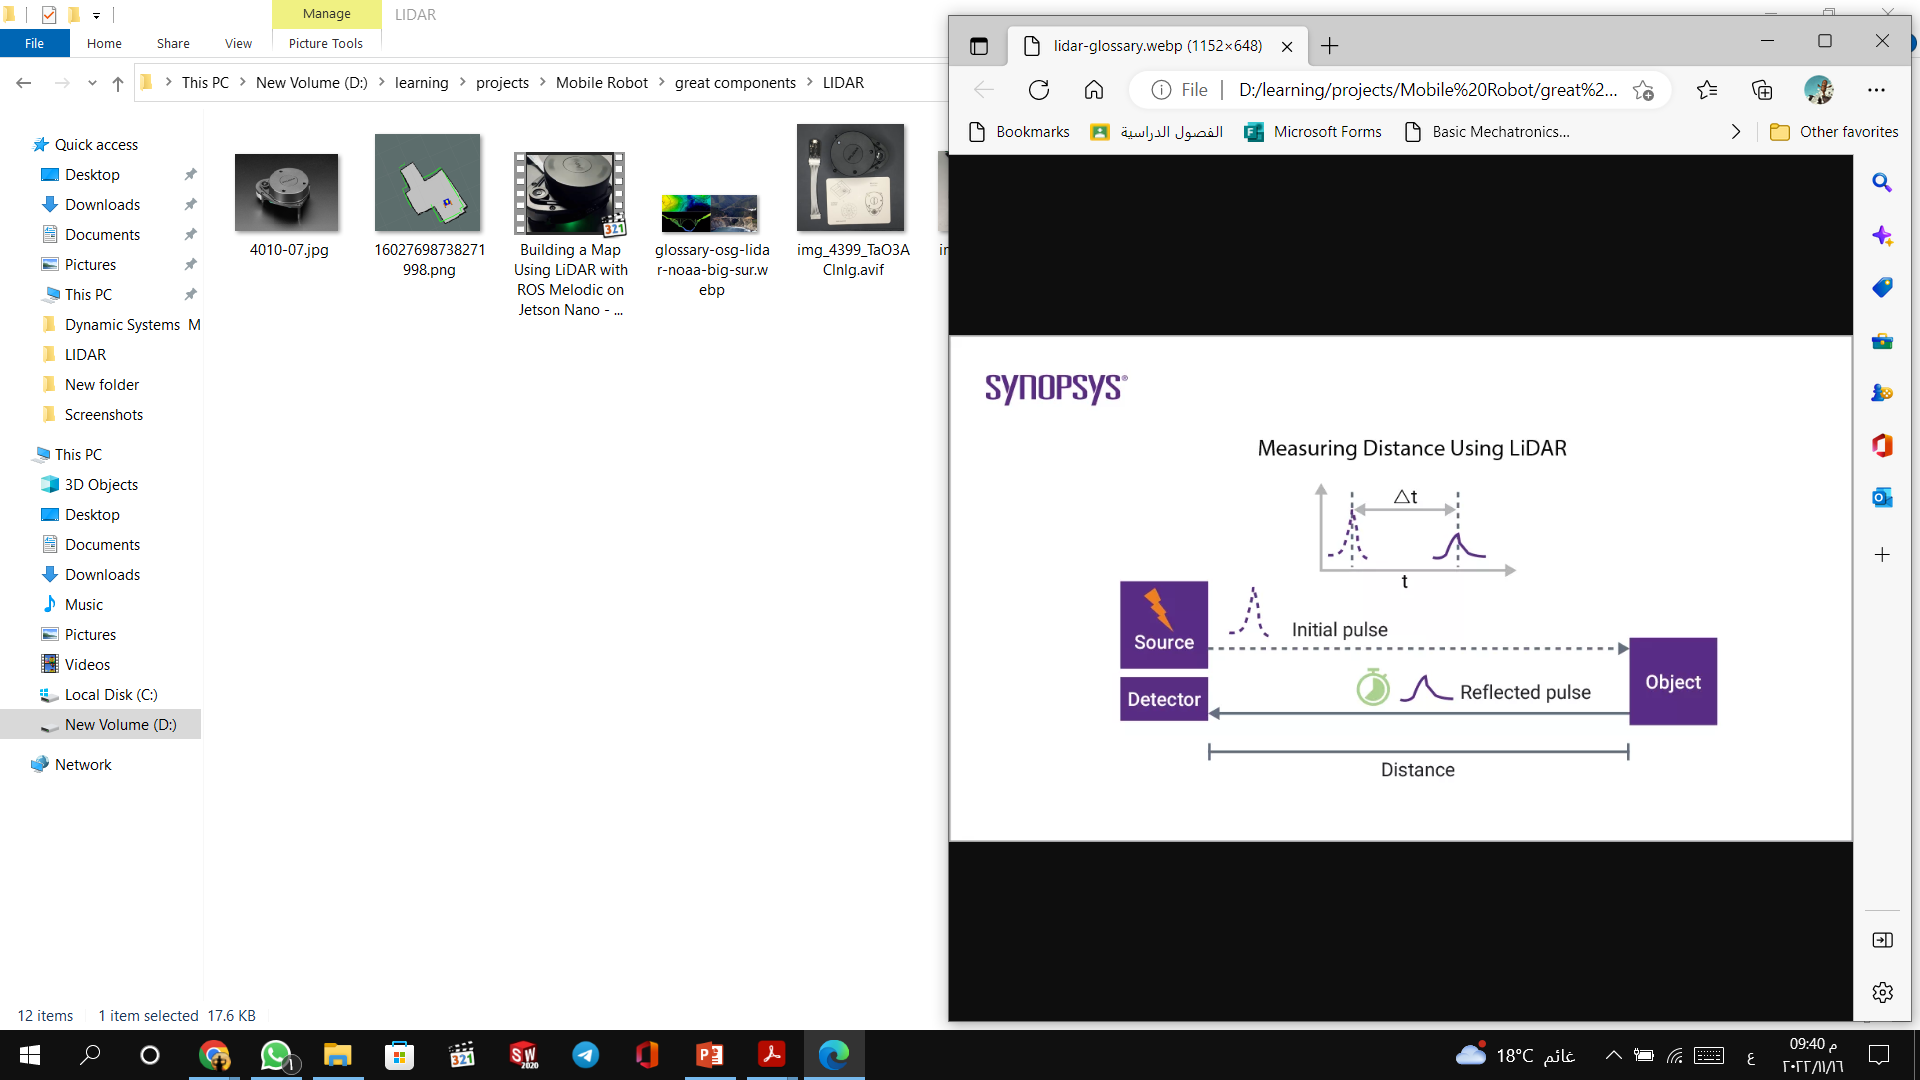 Manage
LIDAR
File
Home
Share
View
Picture Tools
This PC
New Volume (D:)
learning
projects
Mobile Robot
great components
LIDAR
Quick access
Desktop
Downloads
Documents
Pictures
This PC
Dynamic Systems M
LIDAR
New folder
Screenshots
This PC
3D Objects
Desktop
Documents
Downloads
Music
Pictures
Videos
Local Disk (C:)
New Volume (D:)
Network
4010-07.jpg
16027698738271
998.png
Building a Map
Using LiDAR with
ROS Melodic on
Jetson Nano - ...
glossary-osg-lida
r-noaa-big-sur.w
ebp
img_4399_TaO3A
12 items
1 item selected 17.6 KB
lidar-glossary.webp (1152×648)
File
D:/learning/projects/Mobile%20Robot/great%2...
Bookmarks
الفصول الدراسية
Microsoft Forms
Basic Mechatronics...
Other favorites
SYNOPSYS®
Measuring Distance Using LiDAR
△t
t
Source
Initial pulse
Detector
Reflected pulse
Object
Distance
321
SW
2020
1
18°C غائم
ع
09:40 م
٢٠٢٢/١١/١٦